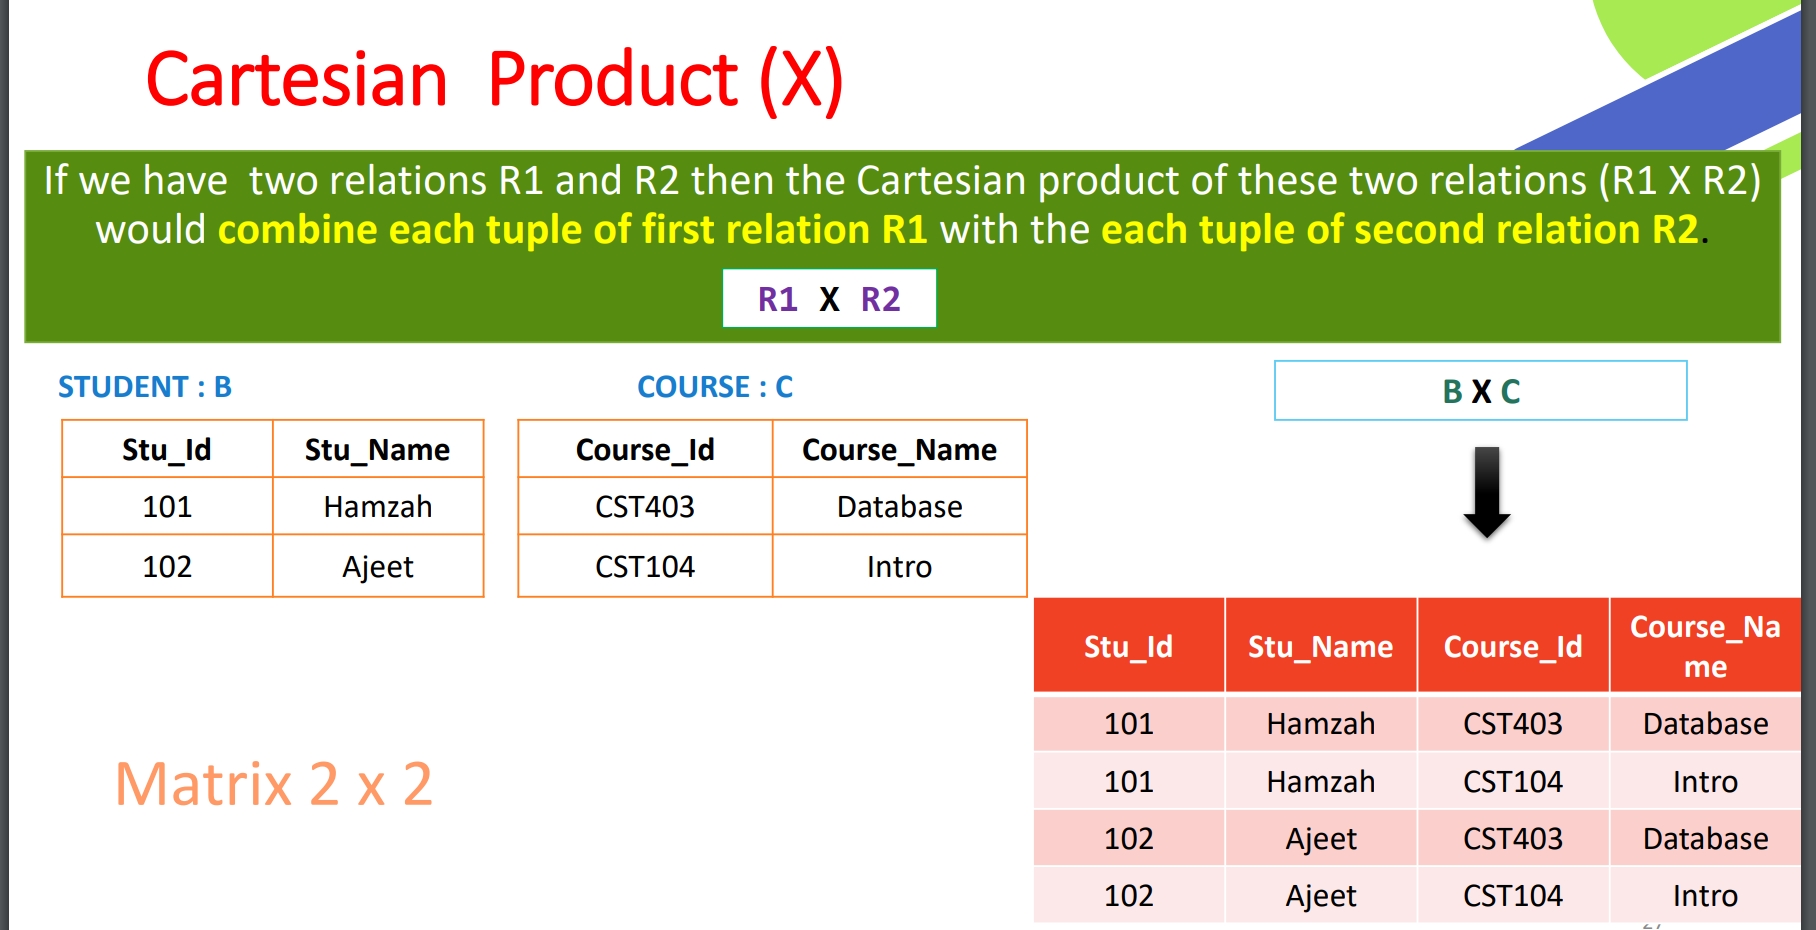 Cartesian Product (X)
If we have two relations R1 and R2 then the Cartesian product of these two relations (R1 X R2)
would combine each tuple of first relation R1 with the each tuple of second relation R2.
R1 X R2
STUDENT : B
Stu_Id Stu_Name
101 Hamzah
102 Ajeet
COURSE : C
Course_Id Course_Name
CST403 Database
CST104 Intro
B X C
Stu_Id Stu_Name Course_Id Course_Na
me
101 Hamzah CST403 Database
101 Hamzah CST104 Intro
102 Ajeet CST403 Database
102 Ajeet CST104 Intro
Matrix 2 x 2